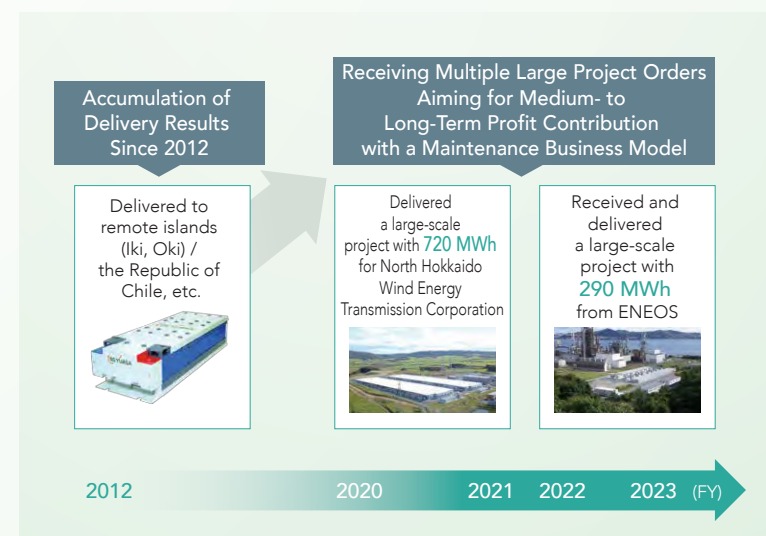 Accumulation of
Delivery Results
Since 2012
Receiving Multiple Large Project Orders
Aiming for Medium- to
Long-Term Profit Contribution
with a Maintenance Business Model
Delivered to
remote islands
(Iki, Oki) /
the Republic of
Chile, etc.
Delivered
a large-scale
project with 720 MWh
for North Hokkaido
Wind Energy
Transmission Corporation
Received and
delivered
a large-scale
project with
290 MWh
from ENEOS
2012 2020 2021 2022 2023 (FY)